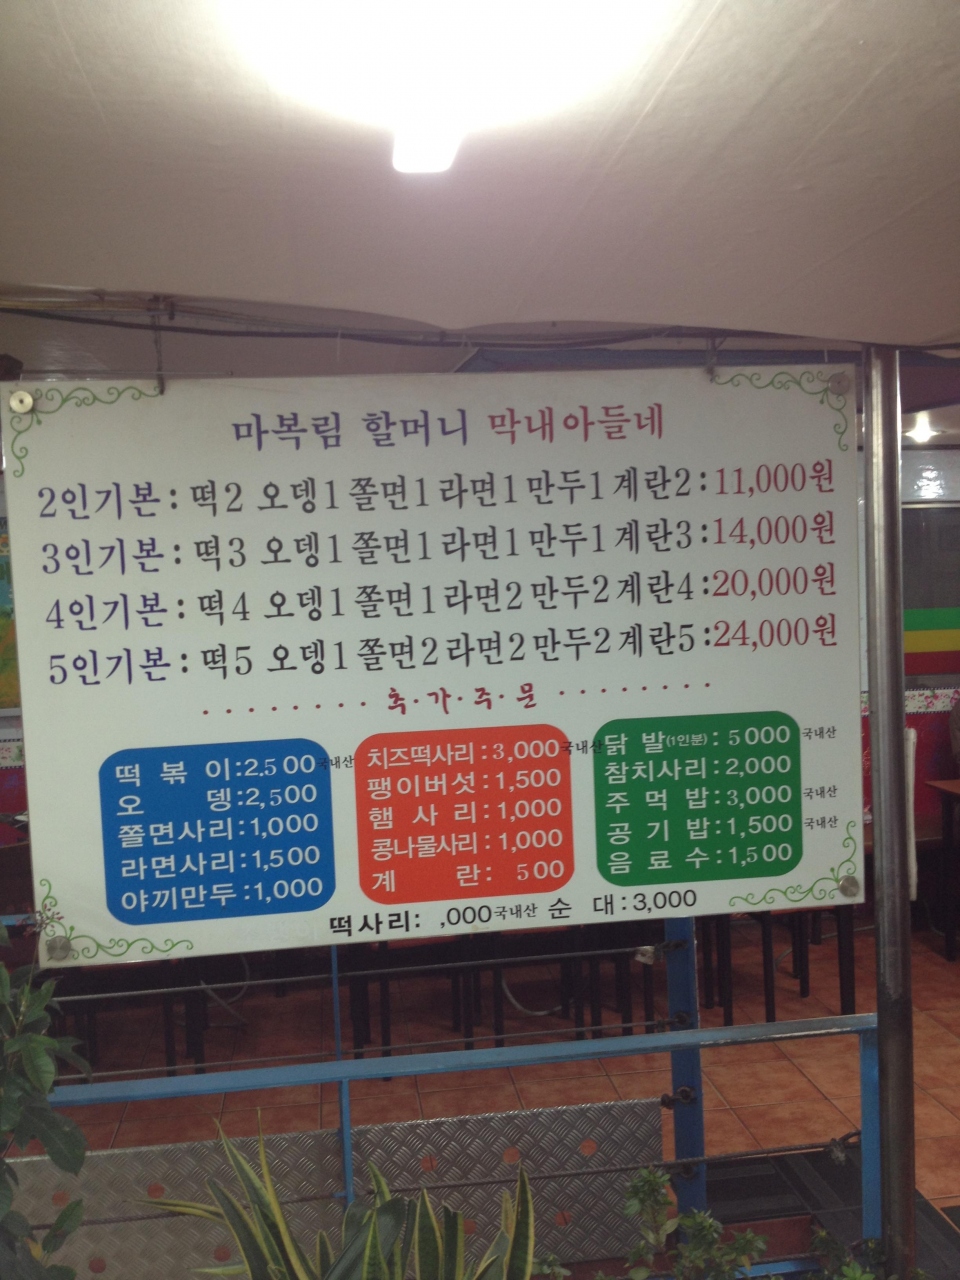 마복림 할머니 막내아들네
2인기본: 떡2 오뎅1 쫄면1 라면1 만두1 계란2:11,000원
3인기본: 떡3 오뎅1 쫄면1 라면1 만두1 계란3:14,000원
4인기본: 떡4 오뎅1 쫄면1 라면2 만두2 계란4:20,000원
5인기본: 떡5 오뎅1 쫄면2 라면2 만두2 계란5:24,000원
········추·가·주·문········
떡 볶 이:2.500 국내산
오 뎅:2,500
쫄면사리:1,000
라면사리:1,500
야끼만두:1,000
치즈떡사리:3,000 국내산
팽이버섯:1,500
햄 사 리:1,000
콩나물사리:1,000
계 란: 500
닭 발(1인분):5000 국내산
참치사리:2,000
주 먹 밥:3,000 국내산
공 기 밥:1,500 국내산
음 료 수:1,500
떡사리: ,000 국내산 순 대:3,000